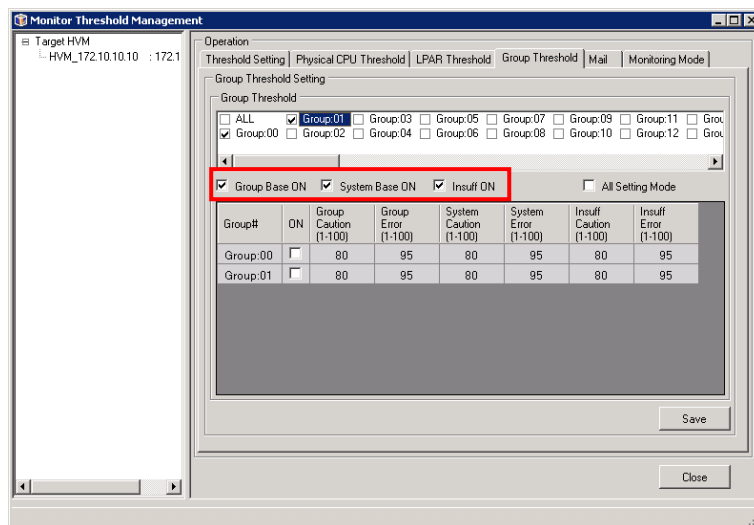 Monitor Threshold Management
Target HVM
HVM_172.10.10.10 : 172.1
Operation
Threshold Setting Physical CPU Threshold LPAR Threshold Group Threshold Mail Monitoring Mode
Group Threshold Setting
Group Threshold
ALL Group:01 Group:03 Group:05 Group:07 Group:09 Group:11 Grou
Group:00 Group:02 Group:04 Group:06 Group:08 Group:10 Group:12 Grou
Group Base ON System Base ON Insuff ON All Setting Mode
Group# ON Group Caution (1-100) Group Error (1-100) System Caution (1-100) System Error (1-100) Insuff Caution (1-100) Insuff Error (1-100)
Group:00 80 95 80 95 80 95
Group:01 80 95 80 95 80 95
Save
Close